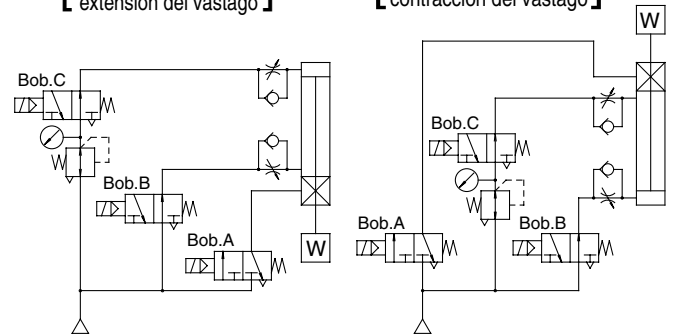 [ extensión del vástago ]
[ contracción del vástago ]
W
Bob.C
Bob.B
Bob.A
W
Bob.C
Bob.A
Bob.B